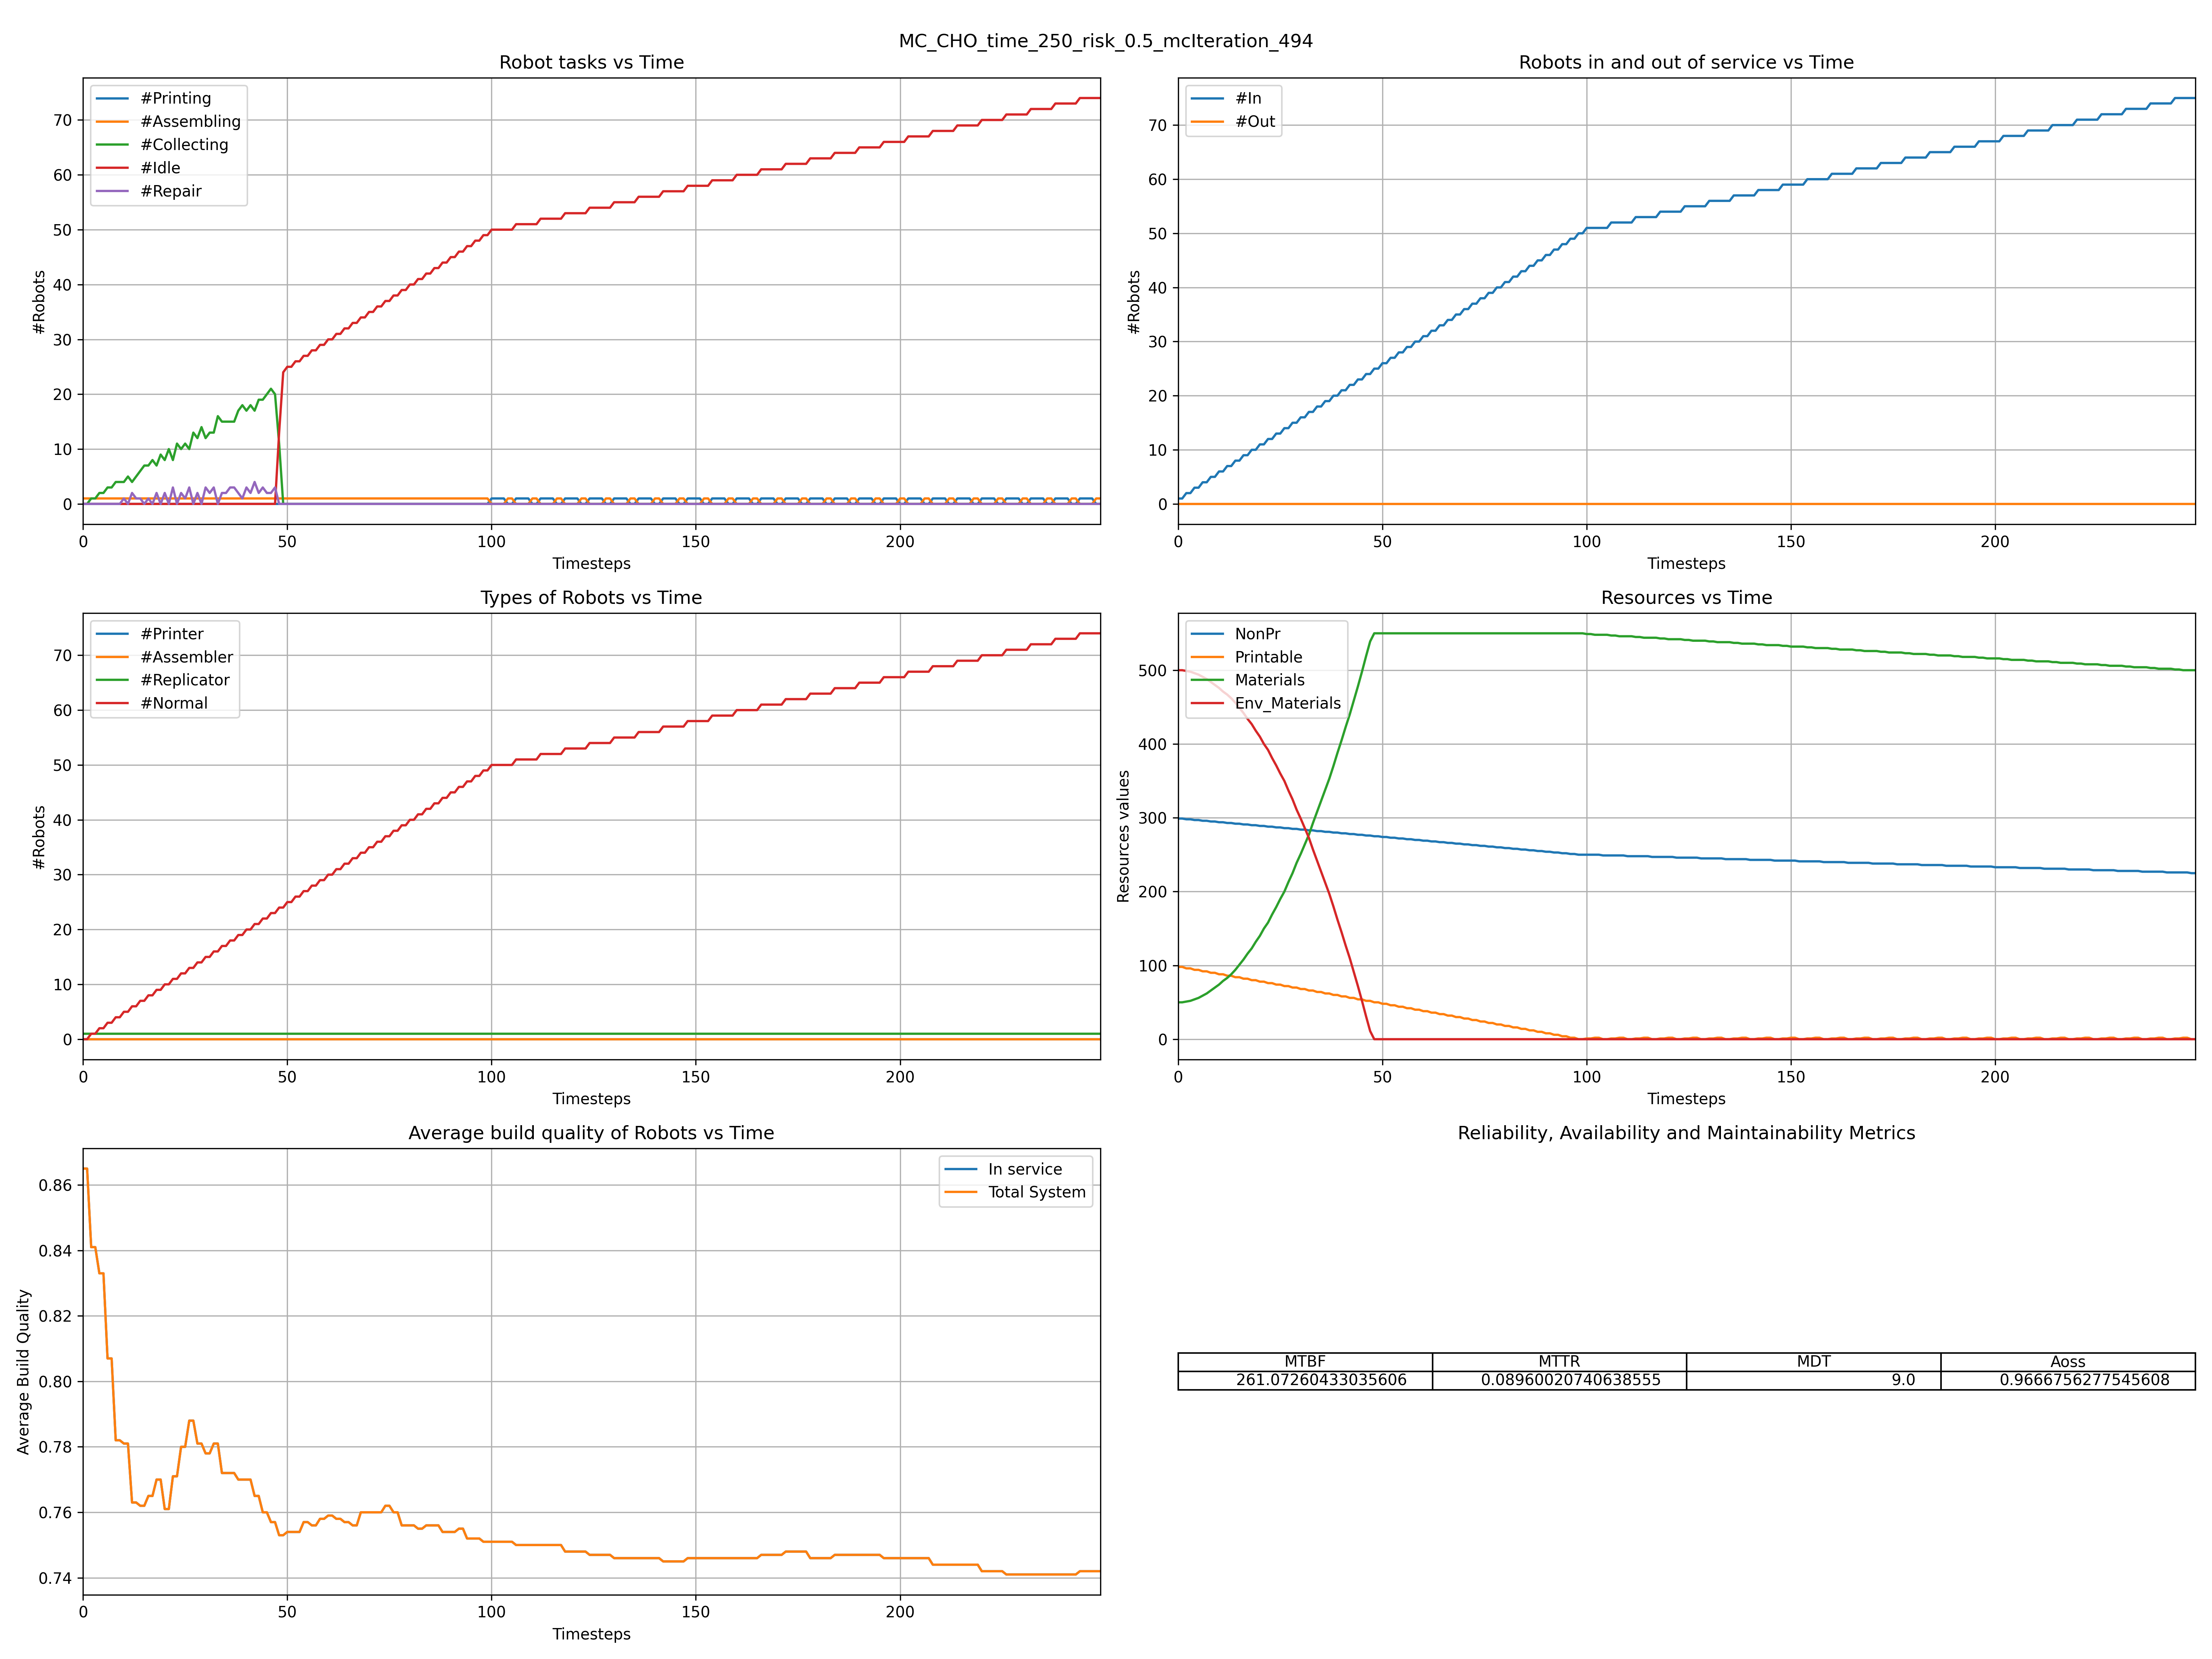 MC_CHO_time_250_risk_0.5_mcIteration_494
Robot tasks vs Time
#Printing
#Assembling
#Collecting
#Idle
#Repair
70
60
50
40
30
20
10
0
#Robots
0 50 100 150 200
Timesteps
Robots in and out of service vs Time
#In
#Out
70
60
50
40
30
20
10
0
#Robots
0 50 100 150 200
Timesteps
Types of Robots vs Time
#Printer
#Assembler
#Replicator
#Normal
70
60
50
40
30
20
10
0
#Robots
0 50 100 150 200
Timesteps
Resources vs Time
NonPr
Printable
Materials
Env_Materials
500
400
300
200
100
0
Resources values
0 50 100 150 200
Timesteps
Average build quality of Robots vs Time
In service
Total System
0.86
0.84
0.82
0.80
0.78
0.76
0.74
Average Build Quality
0 50 100 150 200
Timesteps
Reliability, Availability and Maintainability Metrics
MTBF MTTR MDT Aoss
261.07260433035606 0.08960020740638555 9.0 0.9666756277545608